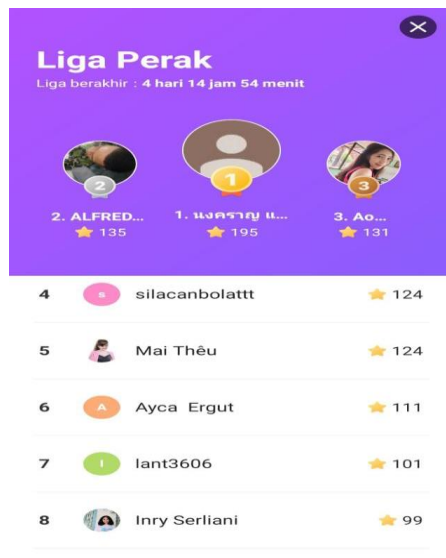 Liga Perak
Liga berakhir : 4 hari 14 jam 54 menit
2
1
3
2. ALFRED...
1. นงคราญ แ...
3. Ao...
135
195
131
4 s silacanbolattt 124
5 Mai Thêu 124
6 A Ayca Ergut 111
7 l lant3606 101
8 Inry Serliani 99